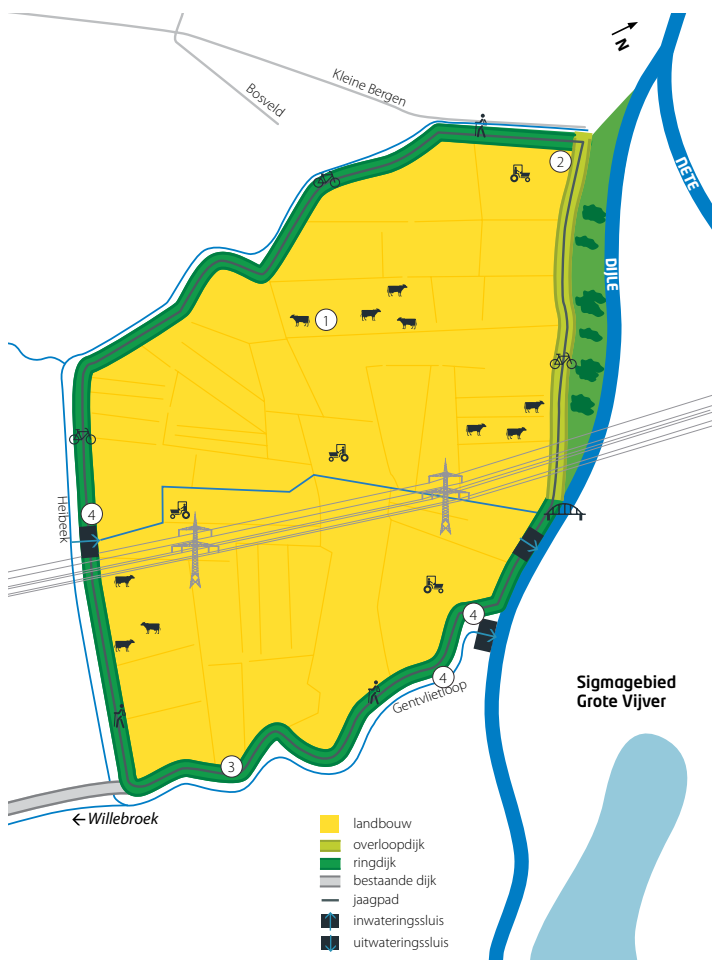 N
Kleine Bergen
Bosveld
NETE
2
DIJLE
1
4
Heibeek
4
4
Gentvlietloop
Sigmagebied
Grote Vijver
3
←Willebroek
landbouw
overloopdijk
ringdijk
bestaande dijk
jaagpad
inwateringssluis
uitwateringssluis